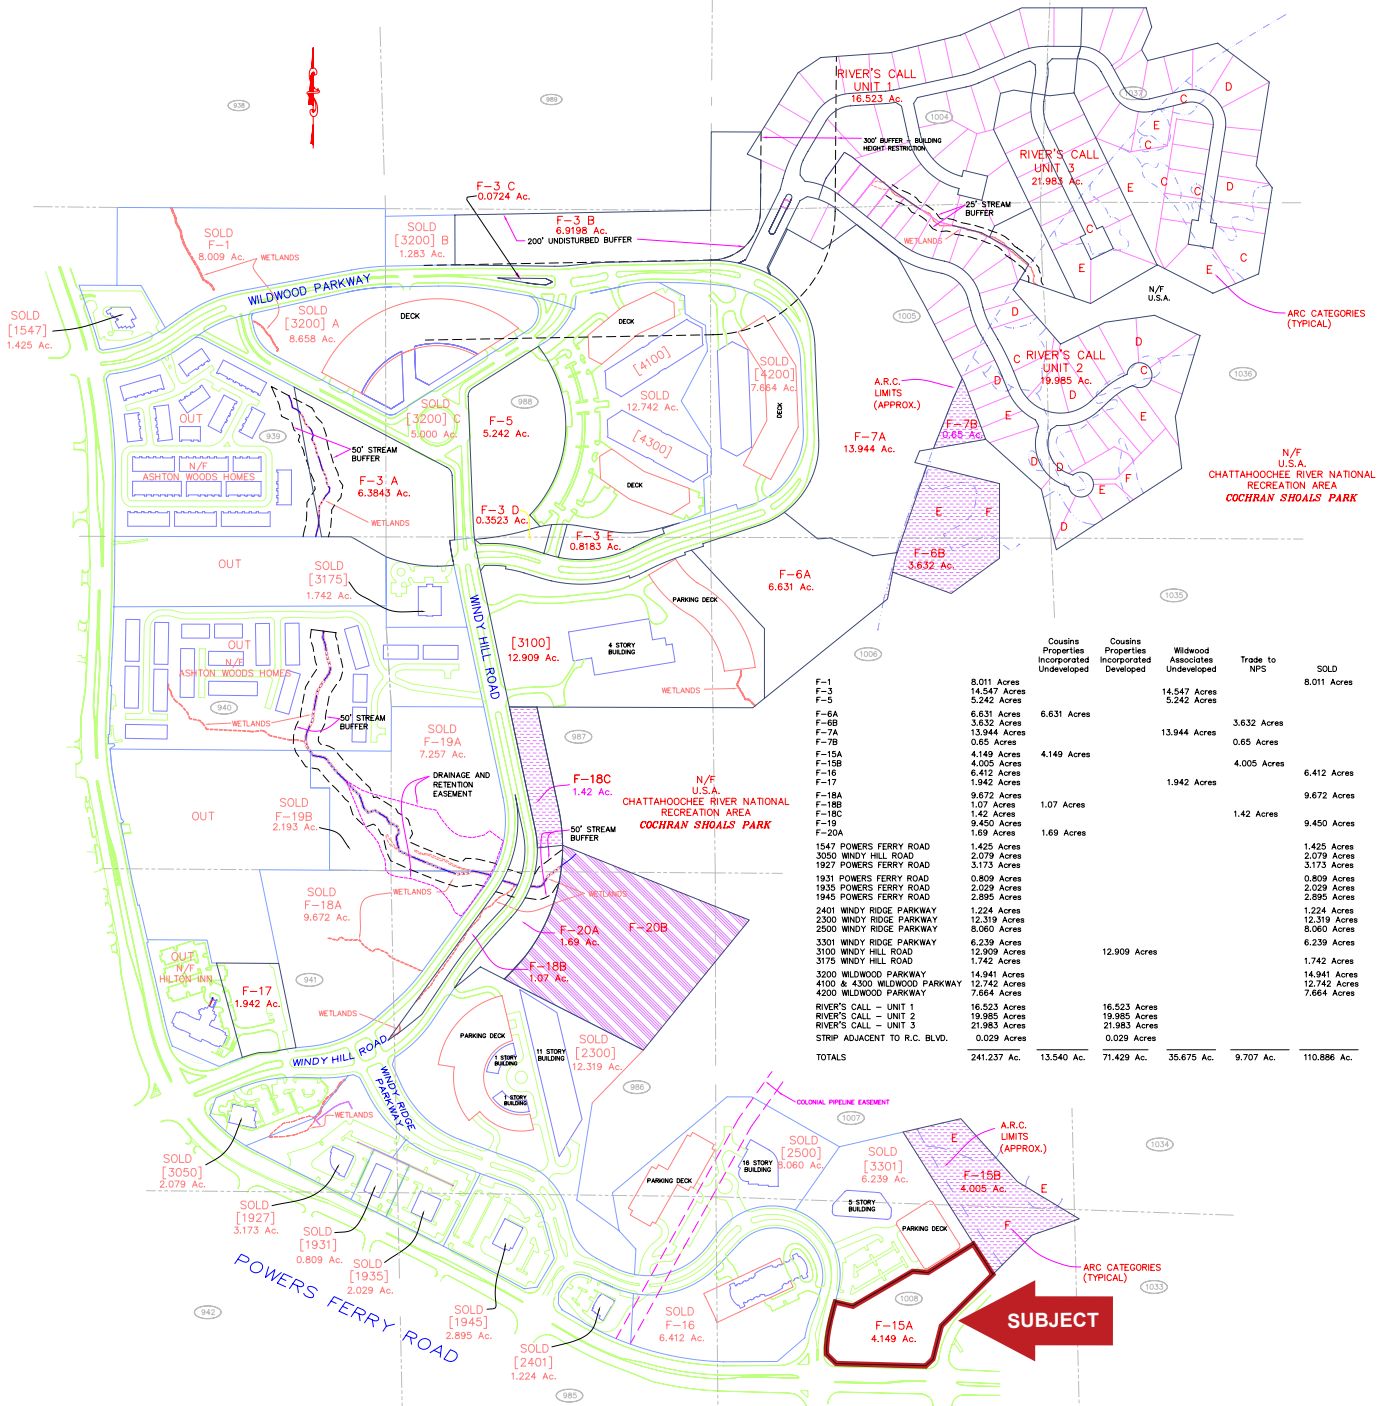 938
989
RIVER'S CALL
UNIT 1
16.523 Ac.
1004
1037
300' BUFFER - BUILDING
HEIGHT RESTRICTION
C
D
E
C
RIVER'S CALL
UNIT 3
21.983 Ac.
E
C
C
D
C
E
E
C
25' STREAM
BUFFER
WETLANDS
N/F
U.S.A.
ARC CATEGORIES
(TYPICAL)
F-3 C
0.0724 Ac.
F-3 B
6.9198 Ac.
200' UNDISTURBED BUFFER
SOLD
F-1
8.009 Ac.
WETLANDS
SOLD
[3200] B
1.283 Ac.
WILDWOOD PARKWAY
SOLD
[1547]
1.425 Ac.
SOLD
[3200] A
8.658 Ac.
DECK
DECK
[4100]
SOLD
12.742 Ac.
[4300]
DECK
SOLD
[4200]
7.664 Ac.
DECK
1005
D
C
RIVER'S CALL
UNIT 2
19.985 Ac.
D
C
D
D
E
D
D
E
F
D
1036
A.R.C.
LIMITS
(APPROX.)
F-7B
0.65 Ac.
F-7A
13.944 Ac.
OUT
939
N/F
ASHTON WOODS HOMES
SOLD
[3200] C
5.000 Ac.
F-5
5.242 Ac.
988
50' STREAM
BUFFER
F-3 A
6.3843 Ac.
WETLANDS
F-3 D
0.3523 Ac.
F-3 E
0.8183 Ac.
E
F
F-6B
3.632 Ac.
N/F
U.S.A.
CHATTAHOOCHEE RIVER NATIONAL
RECREATION AREA
COCHRAN SHOALS PARK
OUT
SOLD
[3175]
1.742 Ac.
WINDY HILL ROAD
F-6A
6.631 Ac.
PARKING DECK
1035
[3100]
12.909 Ac.
4 STORY
BUILDING
WETLANDS
1006
OUT
N/F
ASHTON WOODS HOMES
940
WETLANDS
50' STREAM
BUFFER
SOLD
F-19A
7.257 Ac.
987
DRAINAGE AND
RETENTION
EASEMENT
F-18C
1.42 Ac.
N/F
U.S.A.
CHATTAHOOCHEE RIVER NATIONAL
RECREATION AREA
COCHRAN SHOALS PARK
OUT
SOLD
F-19B
2.193 Ac.
50' STREAM
BUFFER
SOLD
F-18A
9.672 Ac.
WETLANDS
WETLANDS
F-20A
1.69 Ac.
F-20B
F-18B
1.07 Ac.
OUT
N/F
HILTON INN
941
F-17
1.942 Ac.
WETLANDS
WINDY HILL ROAD
PARKING DECK
1 STORY
BUILDING
1 STORY
BUILDING
11 STORY
BUILDING
SOLD
[2300]
12.319 Ac.
986
WINDY RIDGE
PARKWAY
WETLANDS
Cousins Properties Incorporated Undeveloped
Cousins Properties Incorporated Developed
Wildwood Associates Undeveloped
Trade to NPS
SOLD
F-1 8.011 Acres 8.011 Acres
F-3 14.547 Acres 14.547 Acres
F-5 5.242 Acres 5.242 Acres
F-6A 6.631 Acres 6.631 Acres
F-6B 3.632 Acres 3.632 Acres
F-7A 13.944 Acres 13.944 Acres
F-7B 0.65 Acres 0.65 Acres
F-15A 4.149 Acres 4.149 Acres
F-15B 4.005 Acres 4.005 Acres
F-16 6.412 Acres 6.412 Acres
F-17 1.942 Acres 1.942 Acres
F-18A 9.672 Acres 9.672 Acres
F-18B 1.07 Acres 1.07 Acres
F-18C 1.42 Acres 1.42 Acres
F-19 9.450 Acres 9.450 Acres
F-20A 1.69 Acres 1.69 Acres
1547 POWERS FERRY ROAD 1.425 Acres 1.425 Acres
3050 WINDY HILL ROAD 2.079 Acres 2.079 Acres
1927 POWERS FERRY ROAD 3.173 Acres 3.173 Acres
1931 POWERS FERRY ROAD 0.809 Acres 0.809 Acres
1935 POWERS FERRY ROAD 2.029 Acres 2.029 Acres
1945 POWERS FERRY ROAD 2.895 Acres 2.895 Acres
2401 WINDY RIDGE PARKWAY 1.224 Acres 1.224 Acres
2300 WINDY RIDGE PARKWAY 12.319 Acres 12.319 Acres
2500 WINDY RIDGE PARKWAY 8.060 Acres 8.060 Acres
3301 WINDY RIDGE PARKWAY 6.239 Acres 6.239 Acres
3100 WINDY HILL ROAD 12.909 Acres 12.909 Acres
3175 WINDY HILL ROAD 1.742 Acres 1.742 Acres
3200 WILDWOOD PARKWAY 14.941 Acres 14.941 Acres
4100 & 4300 WILDWOOD PARKWAY 12.742 Acres 12.742 Acres
4200 WILDWOOD PARKWAY 7.664 Acres 7.664 Acres
RIVER'S CALL - UNIT 1 16.523 Acres 16.523 Acres
RIVER'S CALL - UNIT 2 19.985 Acres 19.985 Acres
RIVER'S CALL - UNIT 3 21.983 Acres 21.983 Acres
STRIP ADJACENT TO R.C. BLVD. 0.029 Acres 0.029 Acres
TOTALS 241.237 Ac. 13.540 Ac. 71.429 Ac. 35.675 Ac. 9.707 Ac. 110.886 Ac.
COLONIAL PIPELINE EASEMENT
1007
1034
SOLD
[3050]
2.079 Ac.
SOLD
[1927]
3.173 Ac.
SOLD
[1931]
0.809 Ac.
SOLD
[1935]
2.029 Ac.
SOLD
[1945]
2.895 Ac.
SOLD
[2401]
1.224 Ac.
POWERS FERRY ROAD
942
985
PARKING DECK
16 STORY
BUILDING
SOLD
[2500]
8.060 Ac.
SOLD
[3301]
6.239 Ac.
5 STORY
BUILDING
PARKING DECK
E
A.R.C.
LIMITS
(APPROX.)
F-15B
4.005 Ac.
E
F
ARC CATEGORIES
(TYPICAL)
1033
SOLD
F-16
6.412 Ac.
1008
F-15A
4.149 Ac.
SUBJECT